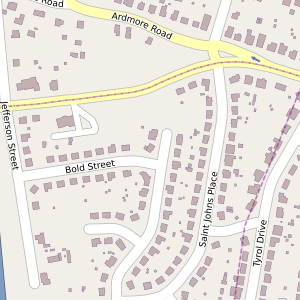 Road
Ardmore Road
Jefferson Street
Bold Street
Saint Johns Place
Tyrol Drive